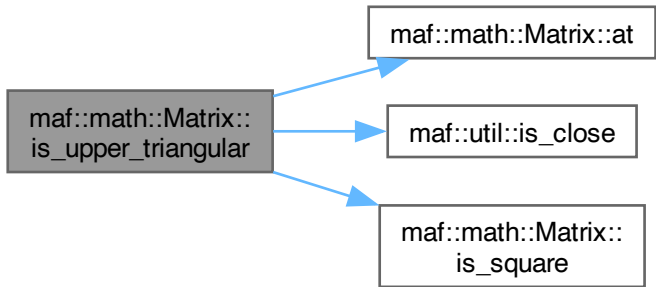 maf::math::Matrix::
is_upper_triangular
maf::math::Matrix::at
maf::util::is_close
maf::math::Matrix::
is_square